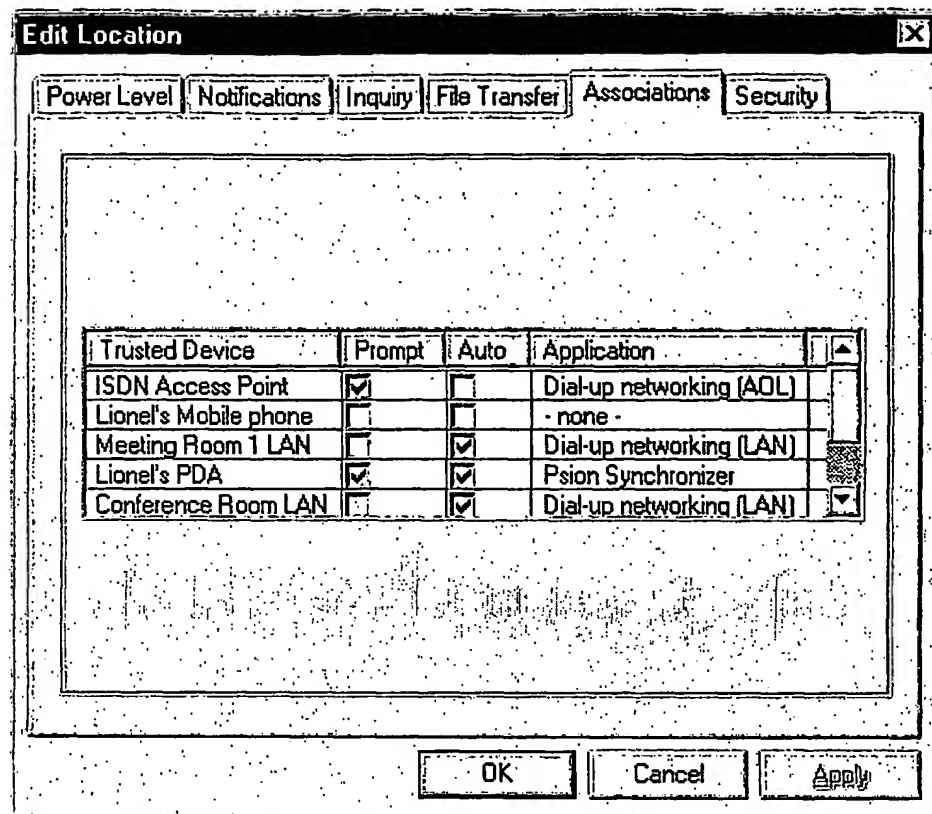 Edit Location
Power Level Notifications Inquiry File Transfer Associations Security
Trusted Device Prompt Auto Application
ISDN Access Point Dial-up networking (AOL)
Lionel's Mobile phone - none -
Meeting Room 1 LAN Dial-up networking (LAN)
Lionel's PDA Psion Synchronizer
Conference Room LAN Dial-up networking (LAN)
OK Cancel Apply